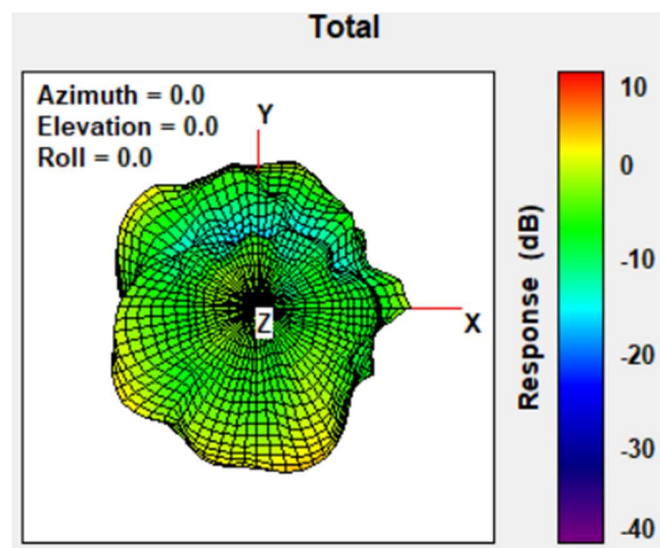 Total
Azimuth = 0.0
Elevation = 0.0
Roll = 0.0
Y
Z
X
Response (dB)
10
0
-10
-20
-30
-40